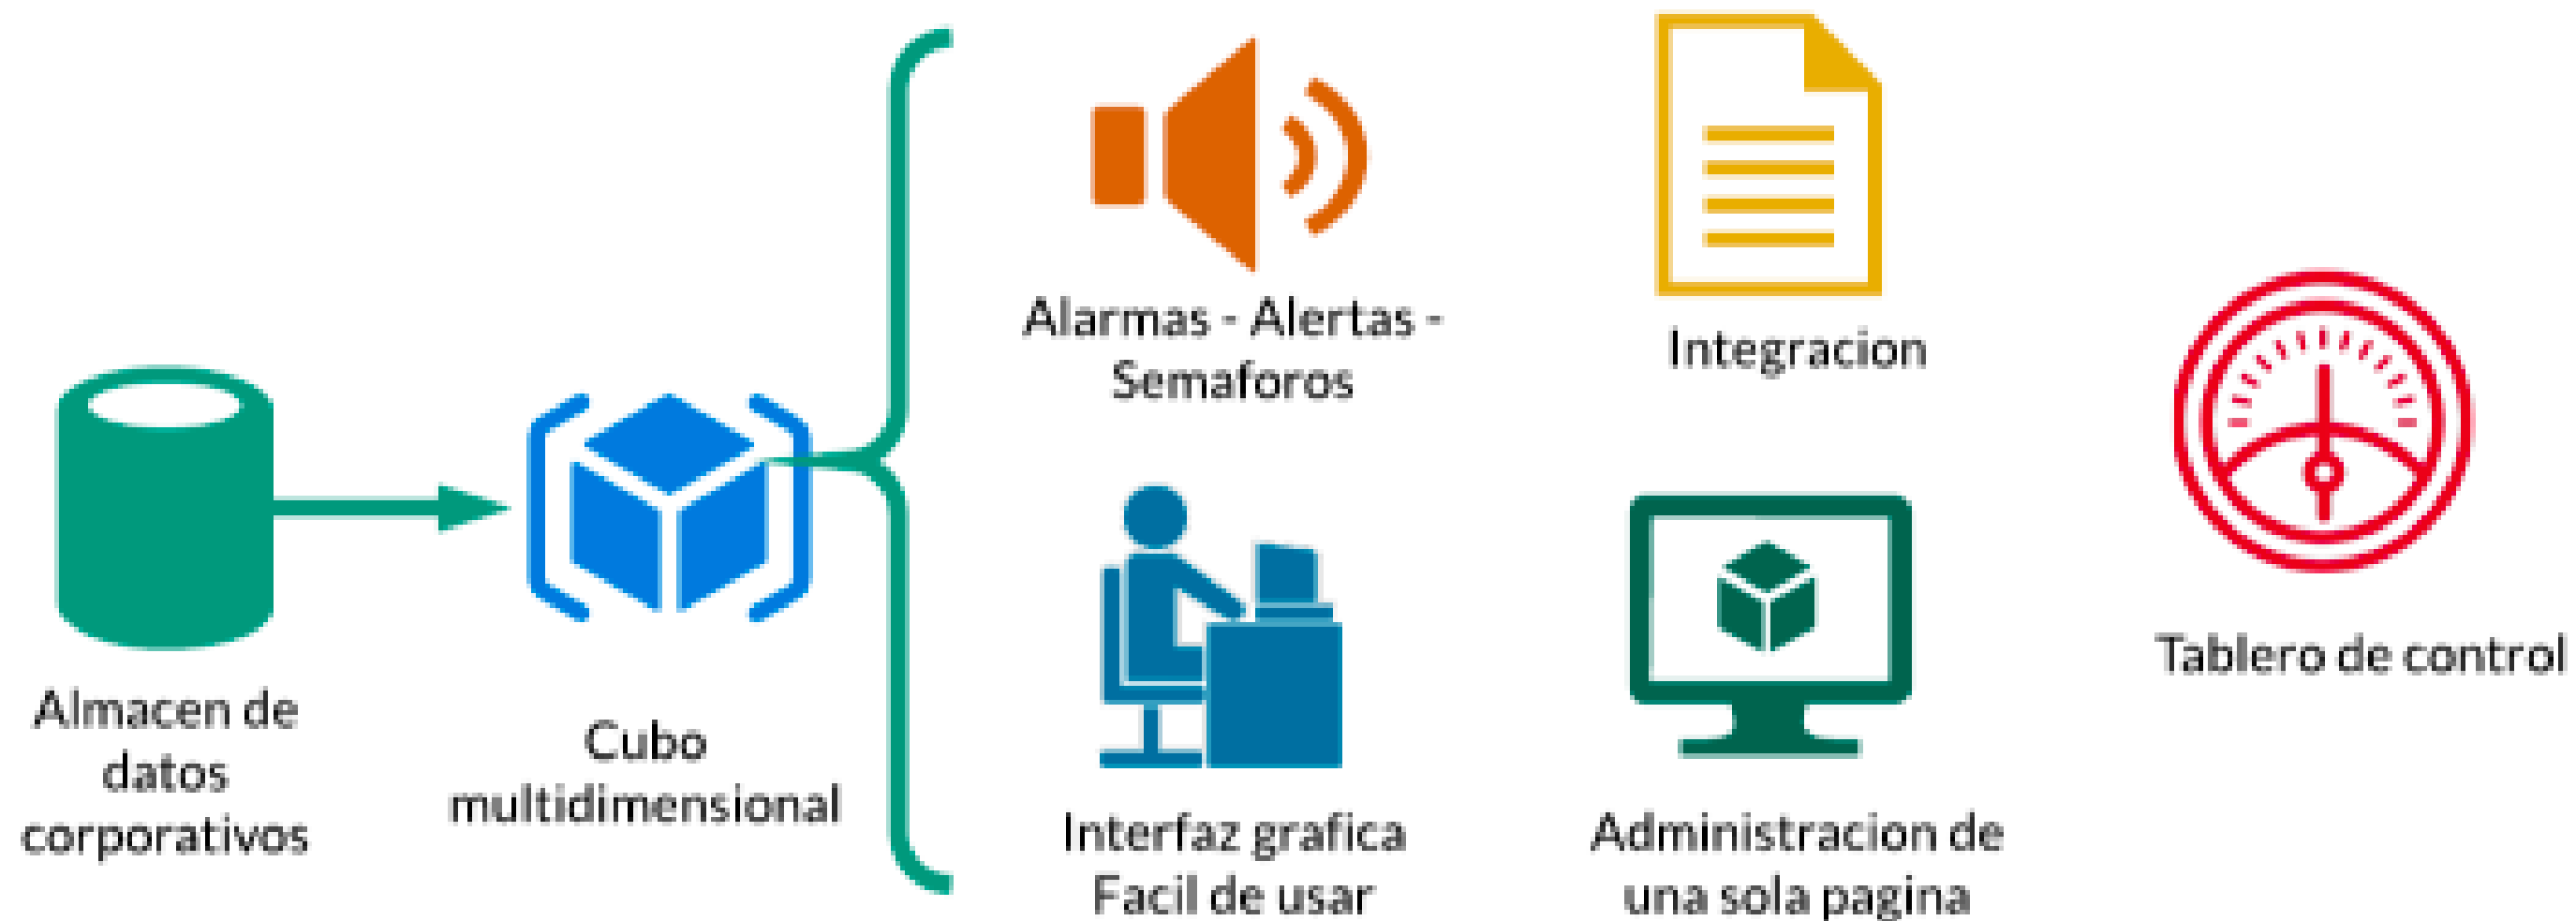 Alarmas - Alertas -
Semaforos
Integracion
Almacen de
datos
corporativos
Cubo
multidimensional
Interfaz grafica
Facil de usar
Administracion de
una sola pagina
Tablero de control